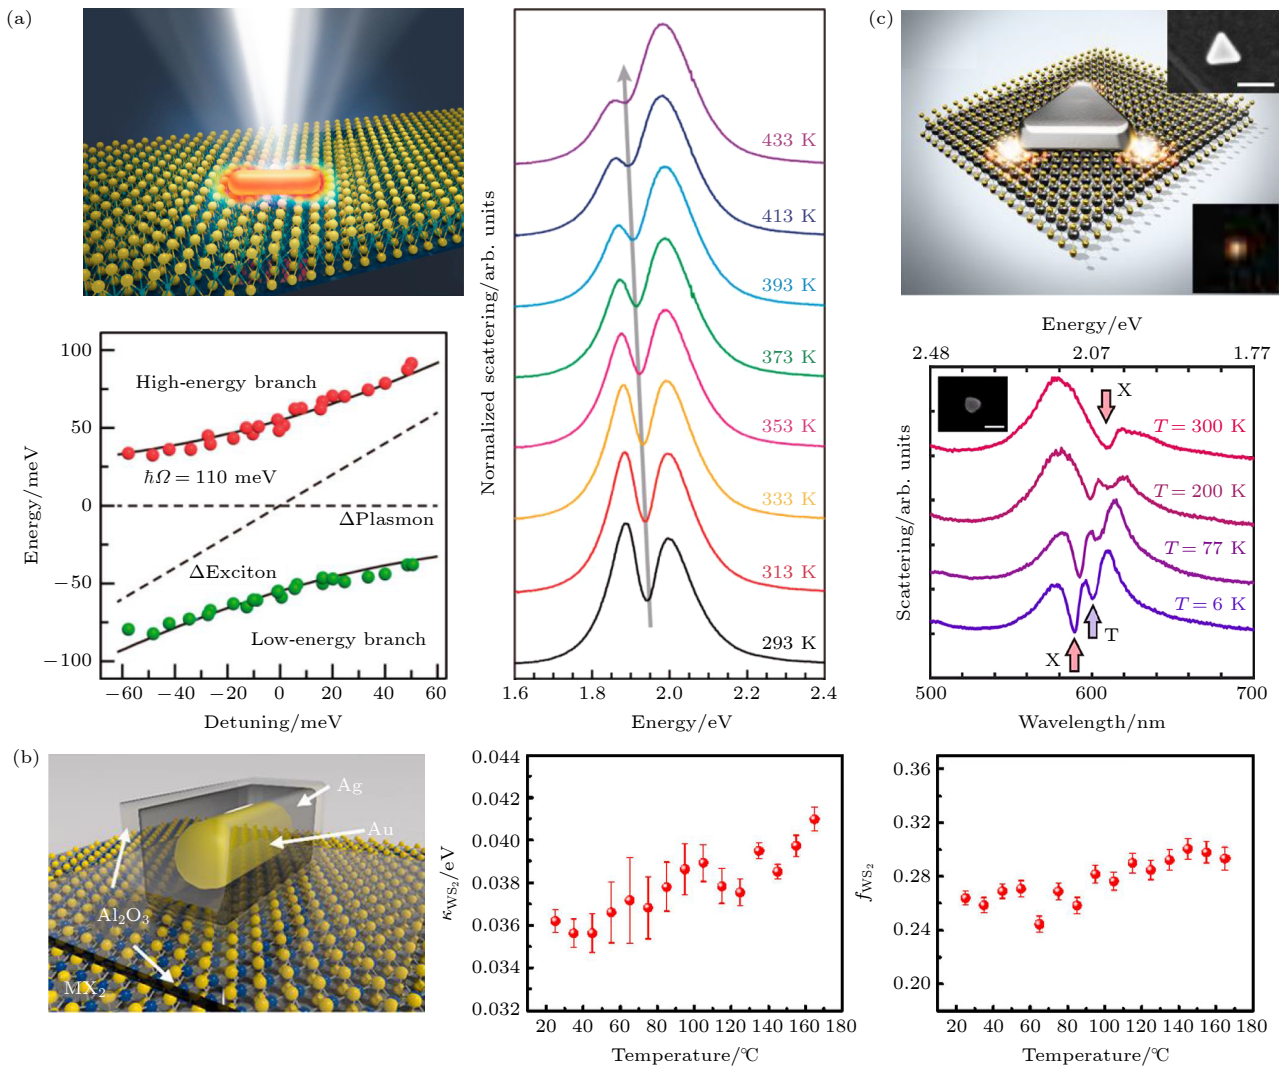 (a)
100
50
0
−50
−100
Energy/meV
High-energy branch
ℏΩ = 110 meV
ΔPlasmon
ΔExciton
Low-energy branch
−60 −40 −20 0 20 40 60
Detuning/meV
Normalized scattering/arb. units
433 K
413 K
393 K
373 K
353 K
333 K
313 K
293 K
1.6 1.8 2.0 2.2 2.4
Energy/eV
(c)
Energy/eV
2.48 2.07 1.77
Scattering/arb. units
X
T = 300 K
T = 200 K
T = 77 K
T = 6 K
X
T
500 600 700
Wavelength/nm
(b)
Ag
Au
Al₂O₃
MX₂
κ_WS₂/eV
0.044
0.042
0.040
0.038
0.036
0.034
0.032
20 40 60 80 100 120 140 160 180
Temperature/℃
f_WS₂
0.36
0.32
0.28
0.24
0.20
20 40 60 80 100 120 140 160 180
Temperature/℃